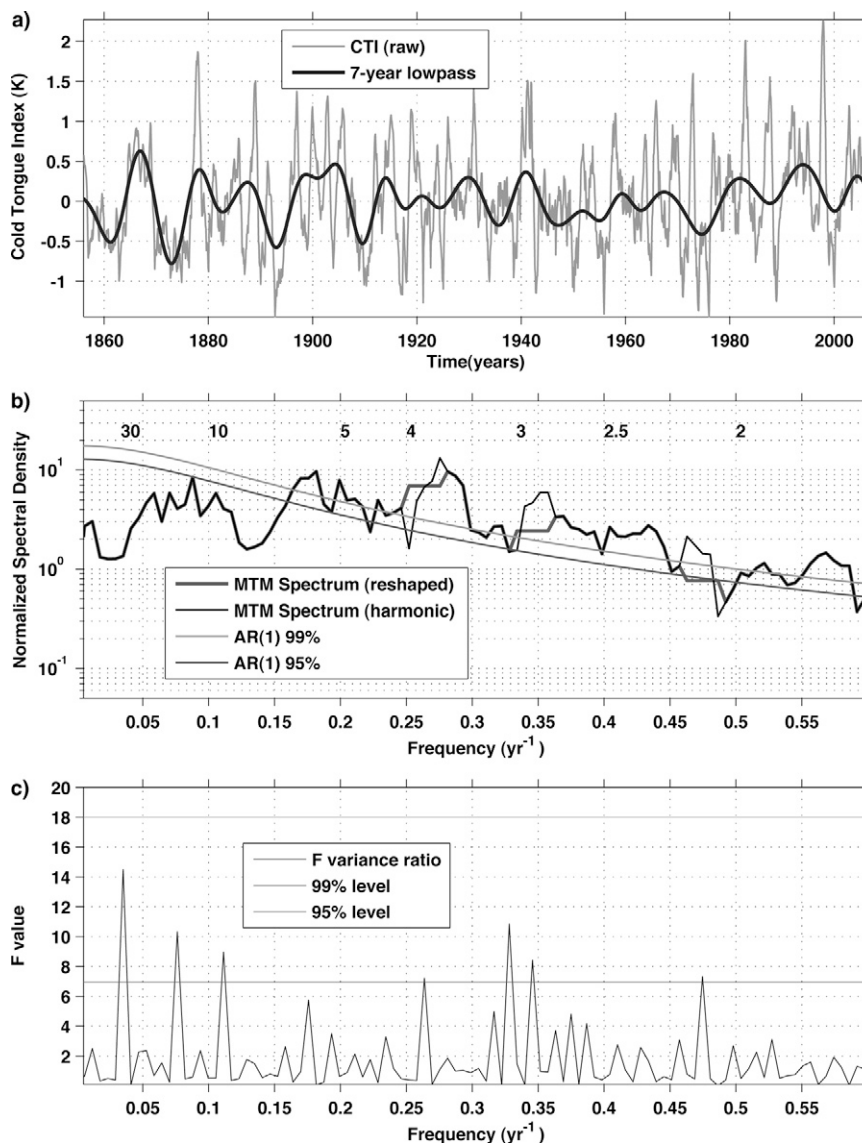 a)
Cold Tongue Index (K)
2
1.5
1
0.5
0
-0.5
-1
CTI (raw)
7-year lowpass
1860 1880 1900 1920 1940 1960 1980 2000
Time(years)
b)
Normalized Spectral Density
30 10 5 4 3 2.5 2
10^1
10^0
10^-1
MTM Spectrum (reshaped)
MTM Spectrum (harmonic)
AR(1) 99%
AR(1) 95%
0.05 0.1 0.15 0.2 0.25 0.3 0.35 0.4 0.45 0.5 0.55
Frequency (yr^-1)
c)
F value
20
18
16
14
12
10
8
6
4
2
F variance ratio
99% level
95% level
0.05 0.1 0.15 0.2 0.25 0.3 0.35 0.4 0.45 0.5 0.55
Frequency (yr^-1)